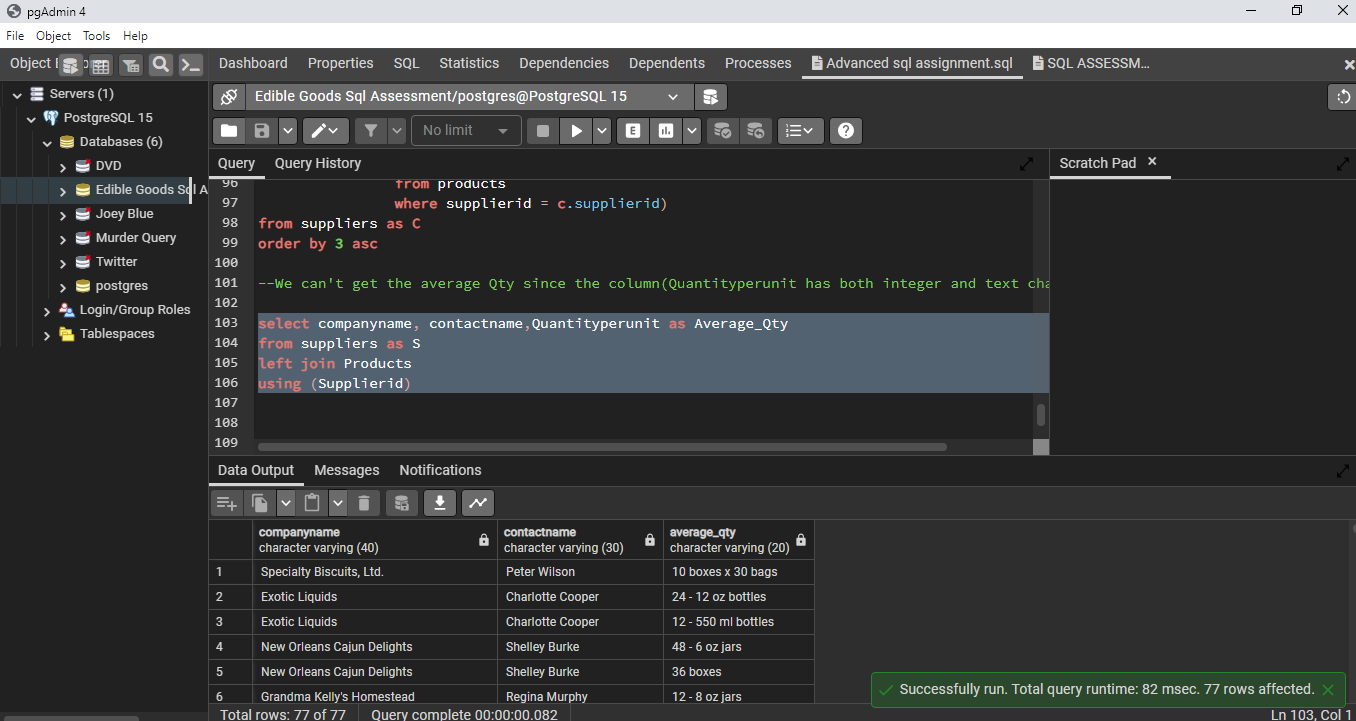 pgAdmin 4
File Object Tools Help
Object
Dashboard Properties SQL Statistics Dependencies Dependents Processes Advanced sql assignment.sql SQL ASSESSM...
Servers (1)
PostgreSQL 15
Databases (6)
DVD
Edible Goods Sql A
Joey Blue
Murder Query
Twitter
postgres
Login/Group Roles
Tablespaces
Edible Goods Sql Assessment/postgres@PostgreSQL 15
No limit
E
Query Query History
Scratch Pad
96 from products
97 where supplierid = c.supplierid)
98 from suppliers as C
99 order by 3 asc
100
101 --We can't get the average Qty since the column(Quantityperunit has both integer and text cha
102
103 select companyname, contactname,Quantityperunit as Average_Qty
104 from suppliers as S
105 left join Products
106 using (Supplierid)
107
108
109
Data Output Messages Notifications
companyname contactname average_qty
character varying (40) character varying (30) character varying (20)
1 Specialty Biscuits, Ltd. Peter Wilson 10 boxes x 30 bags
2 Exotic Liquids Charlotte Cooper 24 - 12 oz bottles
3 Exotic Liquids Charlotte Cooper 12 - 550 ml bottles
4 New Orleans Cajun Delights Shelley Burke 48 - 6 oz jars
5 New Orleans Cajun Delights Shelley Burke 36 boxes
6 Grandma Kelly's Homestead Regina Murphy 12 - 8 oz jars
Successfully run. Total query runtime: 82 msec. 77 rows affected.
Total rows: 77 of 77 Query complete 00:00:00.082 Ln 103, Col 1